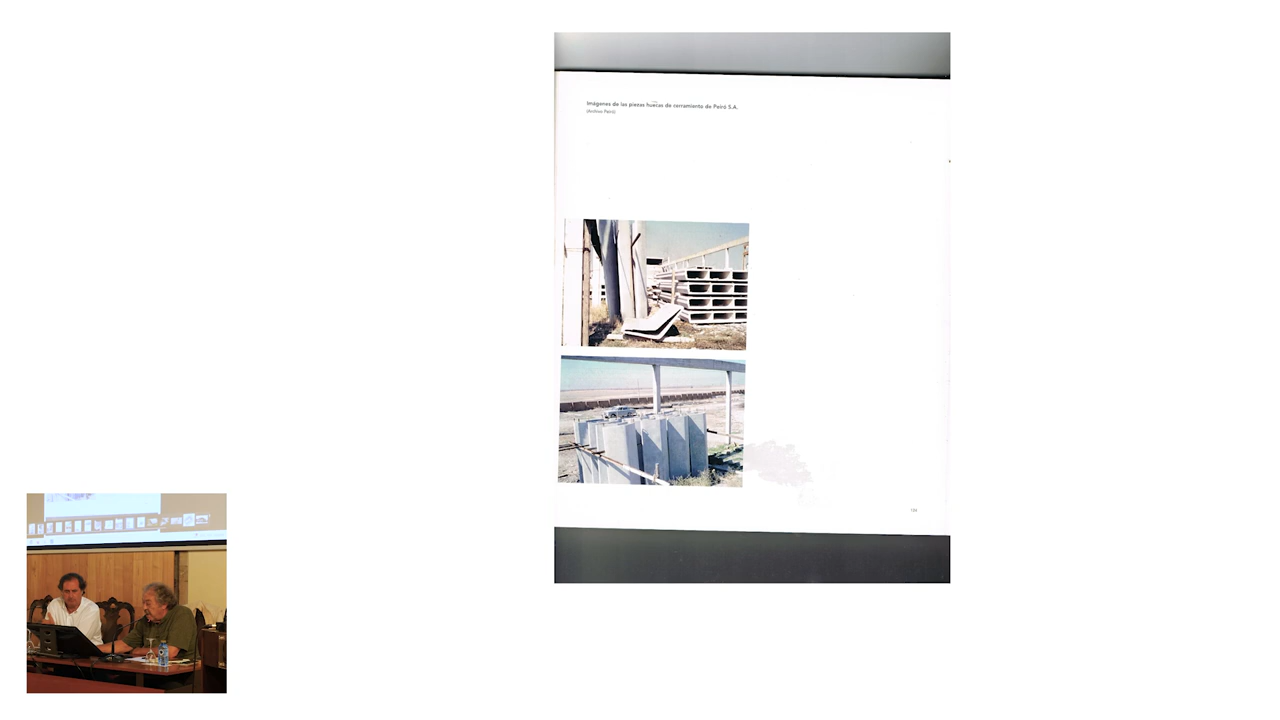 Imágenes de las piezas huecas de cerramiento de Peiró S.A.
(Archivo Peiró)